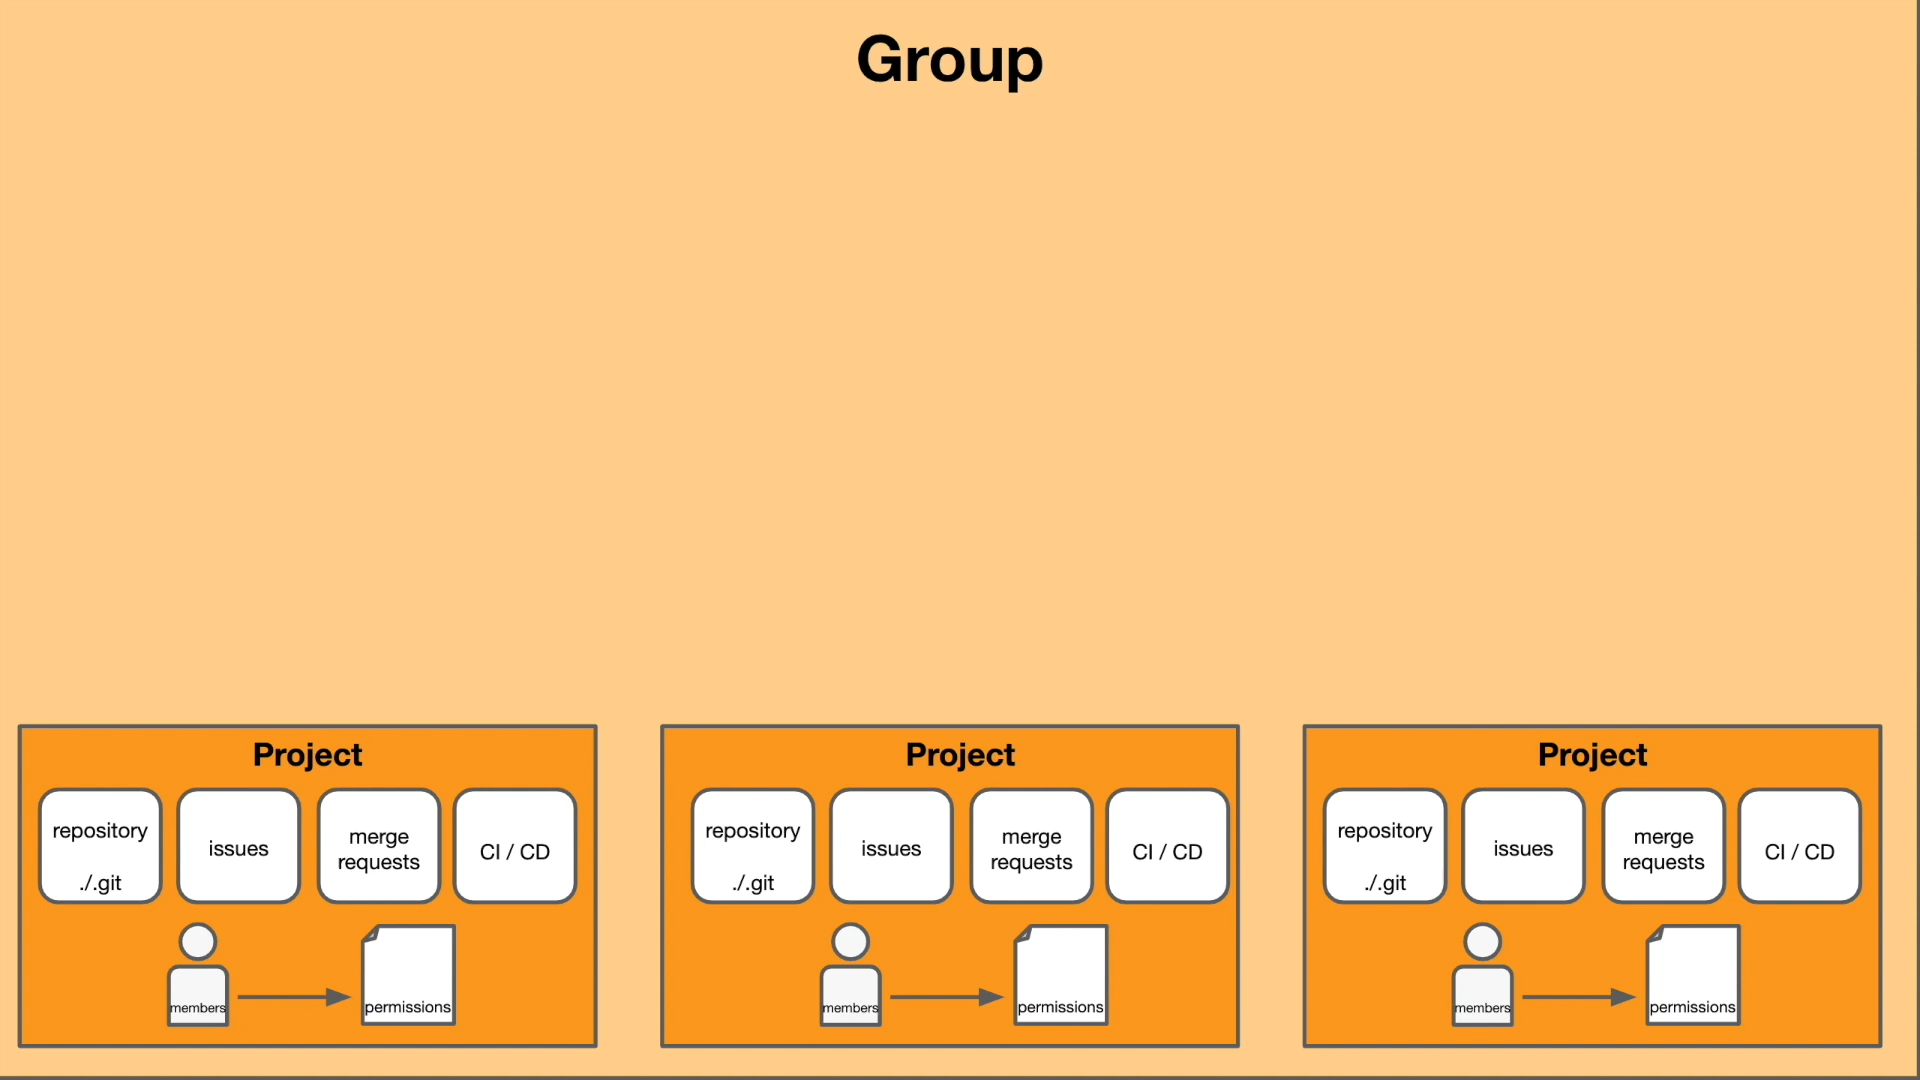 Group
Project
repository
./.git
issues
merge
requests
CI / CD
members
permissions
Project
repository
./.git
issues
merge
requests
CI / CD
members
permissions
Project
repository
./.git
issues
merge
requests
CI / CD
members
permissions